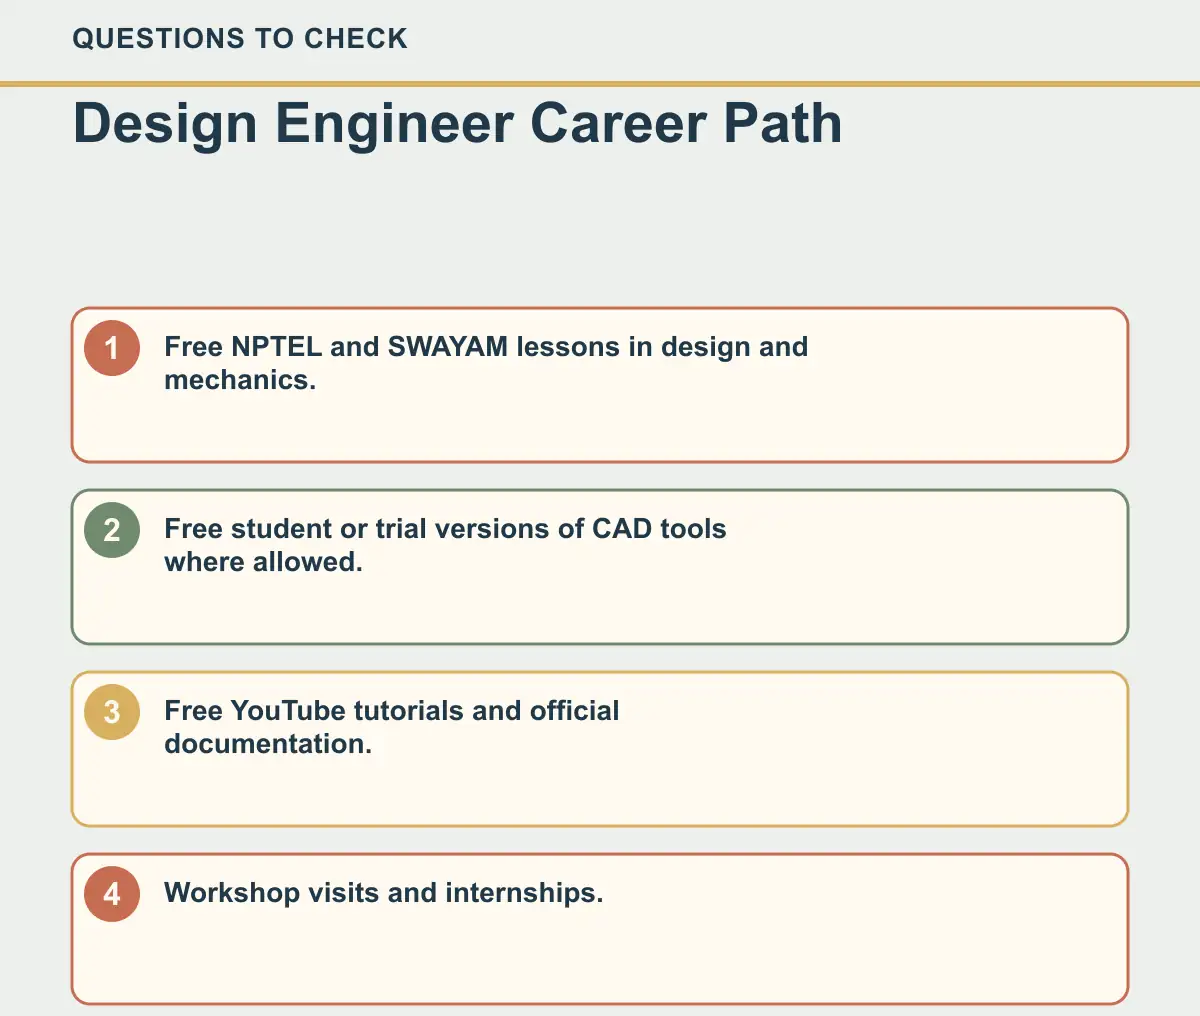 QUESTIONS TO CHECK
Design Engineer Career Path
1
Free NPTEL and SWAYAM lessons in design and
mechanics.
2
Free student or trial versions of CAD tools
where allowed.
3
Free YouTube tutorials and official
documentation.
4
Workshop visits and internships.